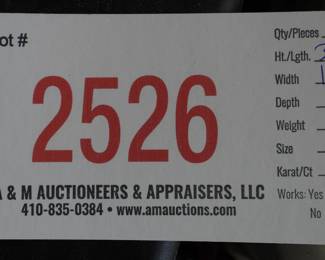 ot #
2526
& M AUCTIONEERS & APPRAISERS, LLC
410-835-0384 • www.amauctions.com
Qty/Pieces
Ht./Lgth.
Width
Depth
Weight
Size
Karat/Ct
Works: Yes
No